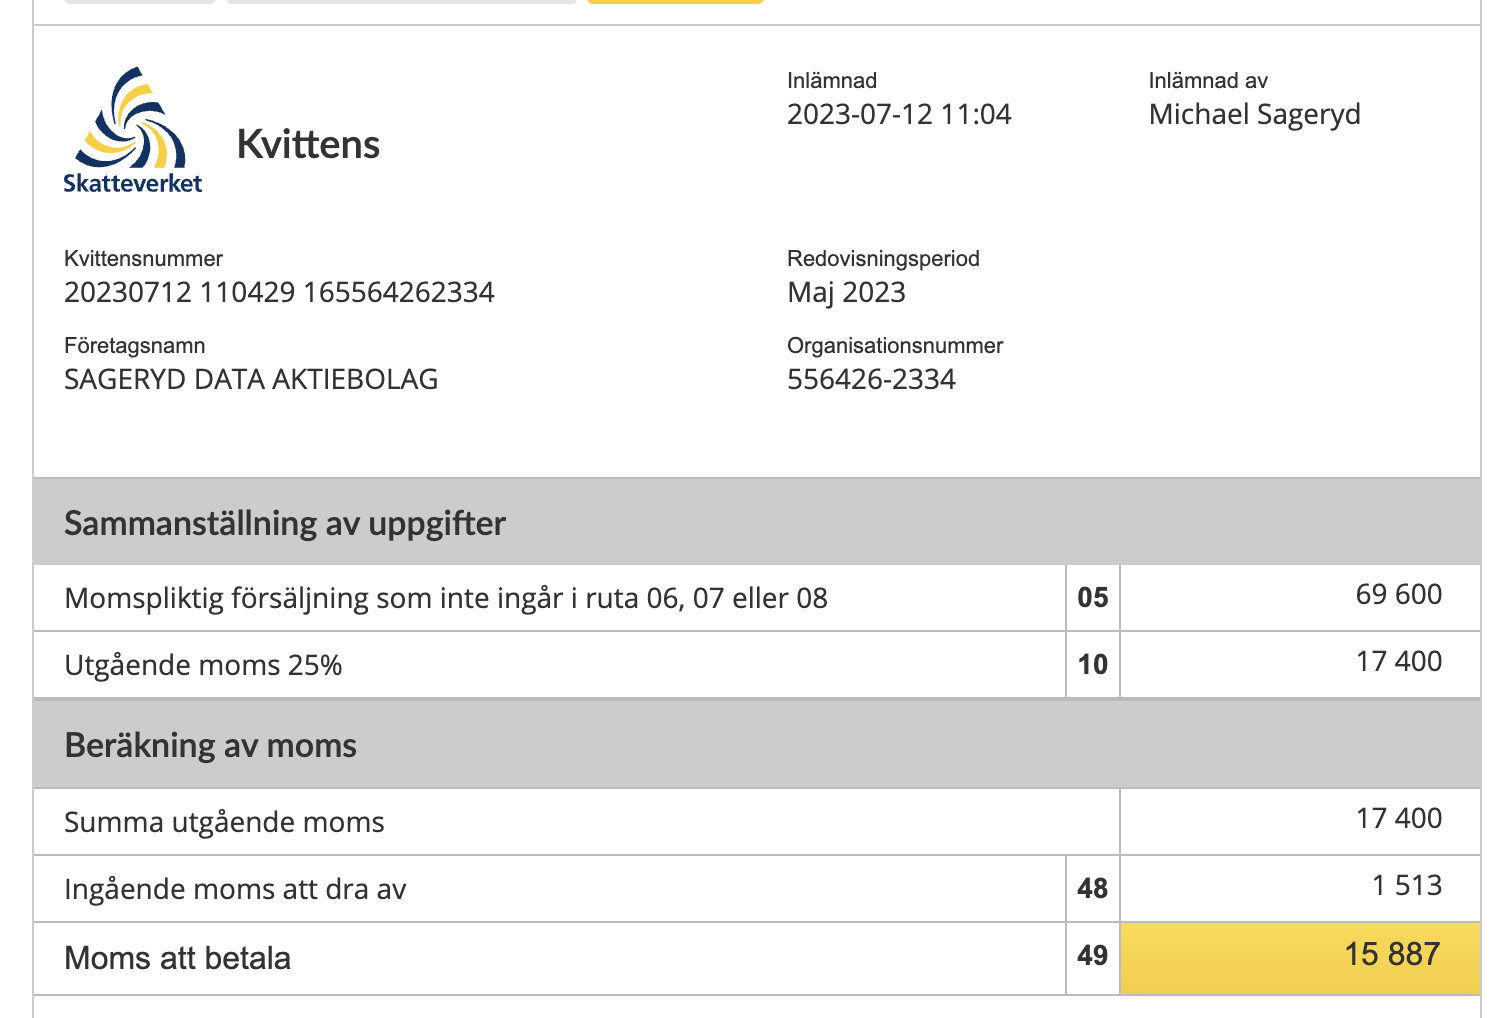 Skatteverket
Kvittens
Inlämnad
2023-07-12 11:04
Inlämnad av
Michael Sageryd
Kvittensnummer
20230712 110429 165564262334
Redovisningsperiod
Maj 2023
Företagsnamn
SAGERYD DATA AKTIEBOLAG
Organisationsnummer
556426-2334
Sammanställning av uppgifter
Momspliktig försäljning som inte ingår i ruta 06, 07 eller 08 05 69 600
Utgående moms 25% 10 17 400
Beräkning av moms
Summa utgående moms 17 400
Ingående moms att dra av 48 1 513
Moms att betala 49 15 887